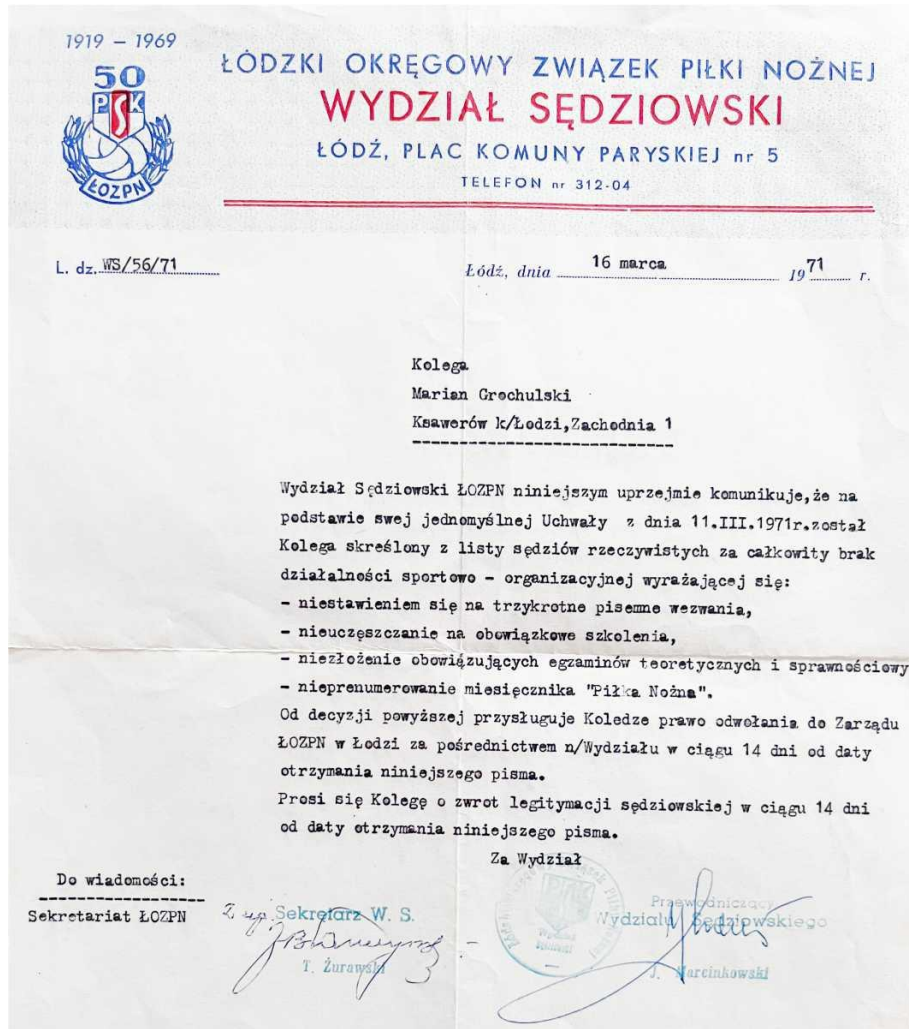 1919 – 1969
50
PSK
ŁOZPN
ŁÓDZKI OKRĘGOWY ZWIĄZEK PIŁKI NOŻNEJ
WYDZIAŁ SĘDZIOWSKI
ŁÓDŹ, PLAC KOMUNY PARYSKIEJ nr 5
TELEFON nr 312-04
L. dz. WS/56/71
Łódź, dnia 16 marca 1971 r.
Kolega
Marian Grochulski
Ksawerów k/Łodzi,Zachodnia 1
Wydział Sędziowski ŁOZPN niniejszym uprzejmie komunikuje,że na
podstawie swej jednomyślnej Uchwały z dnia 11.III.1971r.został
Kolega skreślony z listy sędziów rzeczywistych za całkowity brak
działalności sportowo - organizacyjnej wyrażającej się:
- niestawieniem się na trzykrotne pisemne wezwania,
- nieuczęszczanie na obowiązkowe szkolenia,
- niezłożenie obowiązujących egzaminów teoretycznych i sprawnościowy
- nieprenumerowanie miesięcznika "Piłka Nożna".
Od decyzji powyższej przysługuje Koledze prawo odwołania do Zarządu
ŁOZPN w Łodzi za pośrednictwem n/Wydziału w ciągu 14 dni od daty
otrzymania niniejszego pisma.
Prosi się Kolegę o zwrot legitymacji sędziowskiej w ciągu 14 dni
od daty otrzymania niniejszego pisma.
Za Wydział
Do wiadomości:
Sekretariat ŁOZPN
Sekretarz W. S.
T. Żurawski
Przewodniczący
Wydziału Sędziowskiego
J. Marcinkowski